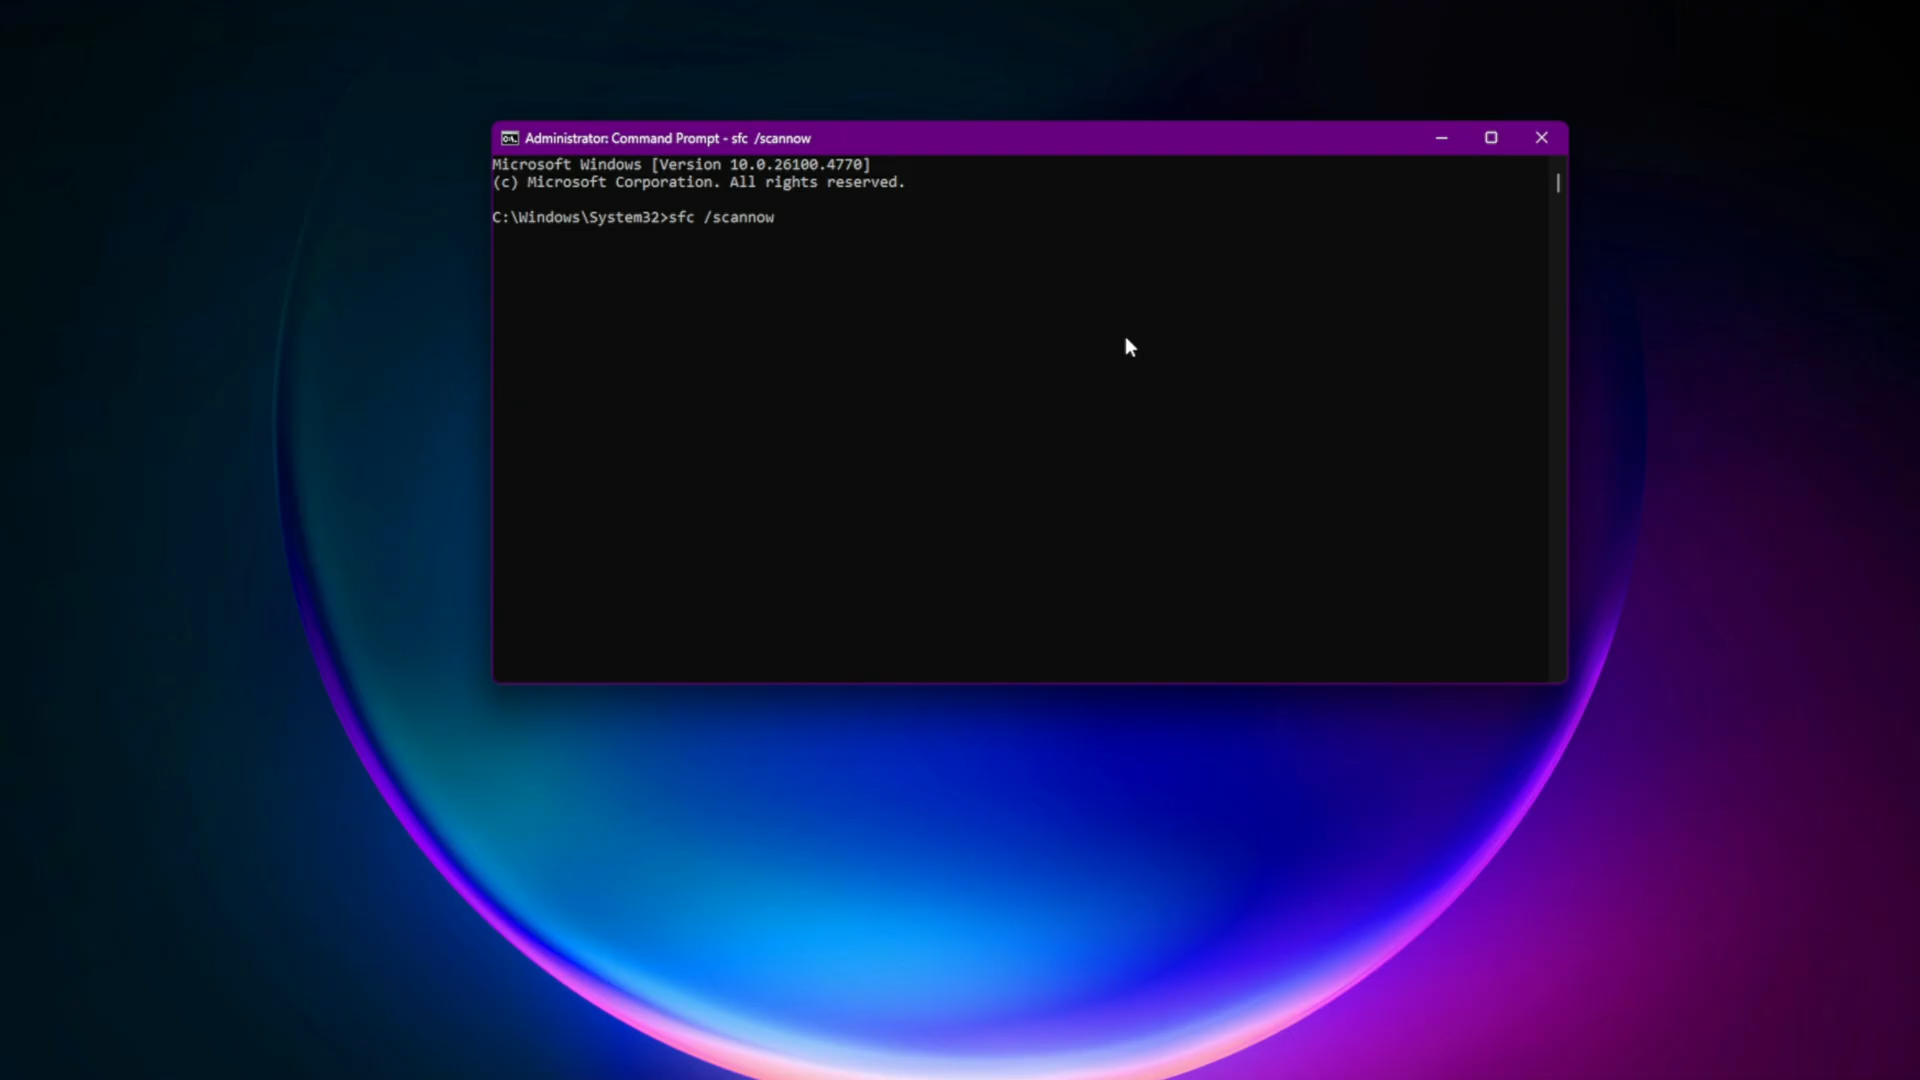 Administrator: Command Prompt - sfc  /scannow
Microsoft Windows [Version 10.0.26100.4770]
(c) Microsoft Corporation. All rights reserved.
C:\Windows\System32>sfc /scannow